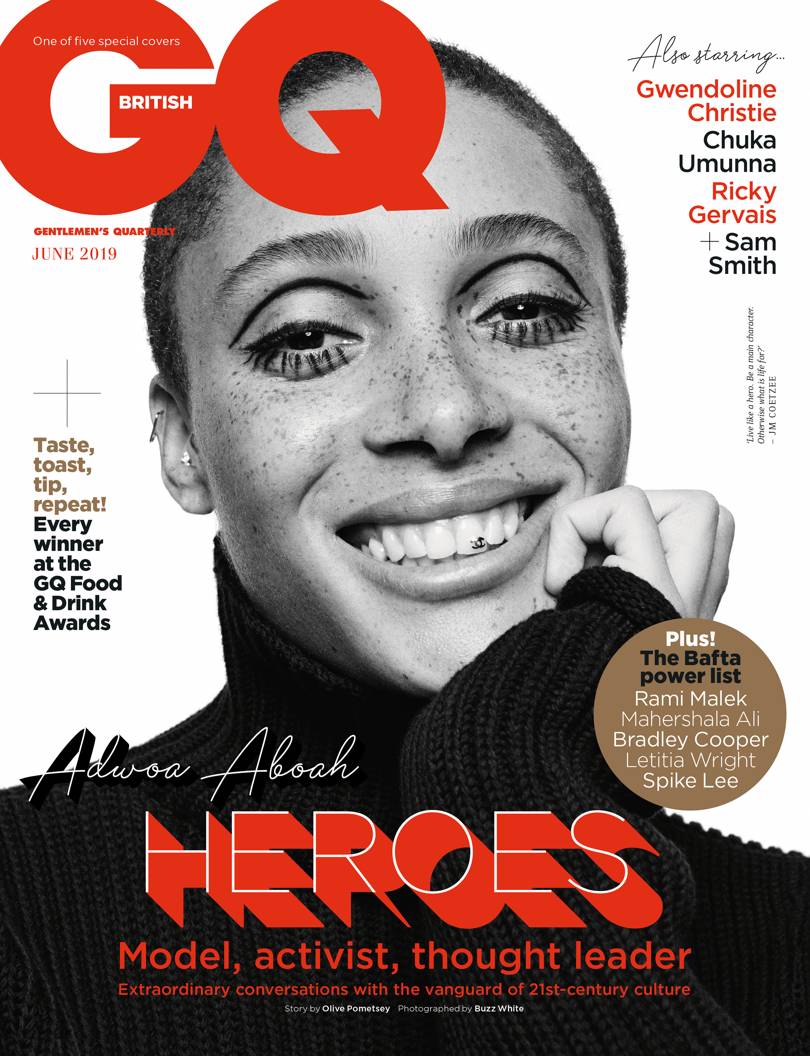 One of five special covers
GQ
BRITISH
GENTLEMEN'S QUARTERLY
JUNE 2019
Also starring...
Gwendoline
Christie
Chuka
Umunna
Ricky
Gervais
+ Sam
Smith
'Live like a hero. Be a main character.
Otherwise what is life for?'
– JM COETZEE
Taste,
toast,
tip,
repeat!
Every
winner
at the
GQ Food
& Drink
Awards
Plus!
The Bafta
power list
Rami Malek
Mahershala Ali
Bradley Cooper
Letitia Wright
Spike Lee
Adwoa Aboah
HEROES
Model, activist, thought leader
Extraordinary conversations with the vanguard of 21st-century culture
Story by Olive Pometsey Photographed by Buzz White